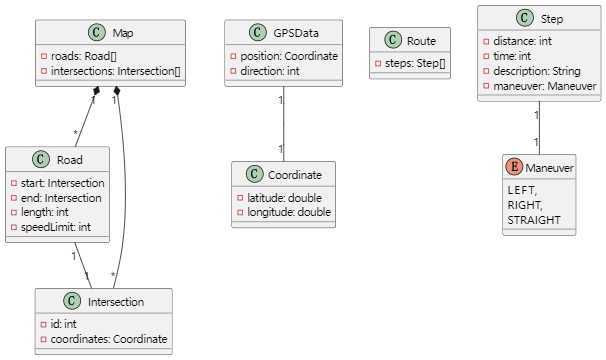 C Map
roads: Road[]
intersections: Intersection[]
C GPSData
position: Coordinate
direction: int
C Route
steps: Step[]
C Step
distance: int
time: int
description: String
maneuver: Maneuver
1
1
1
1
*
1
1
C Road
start: Intersection
end: Intersection
length: int
speedLimit: int
C Coordinate
latitude: double
longitude: double
E Maneuver
LEFT,
RIGHT,
STRAIGHT
1
1
*
C Intersection
id: int
coordinates: Coordinate